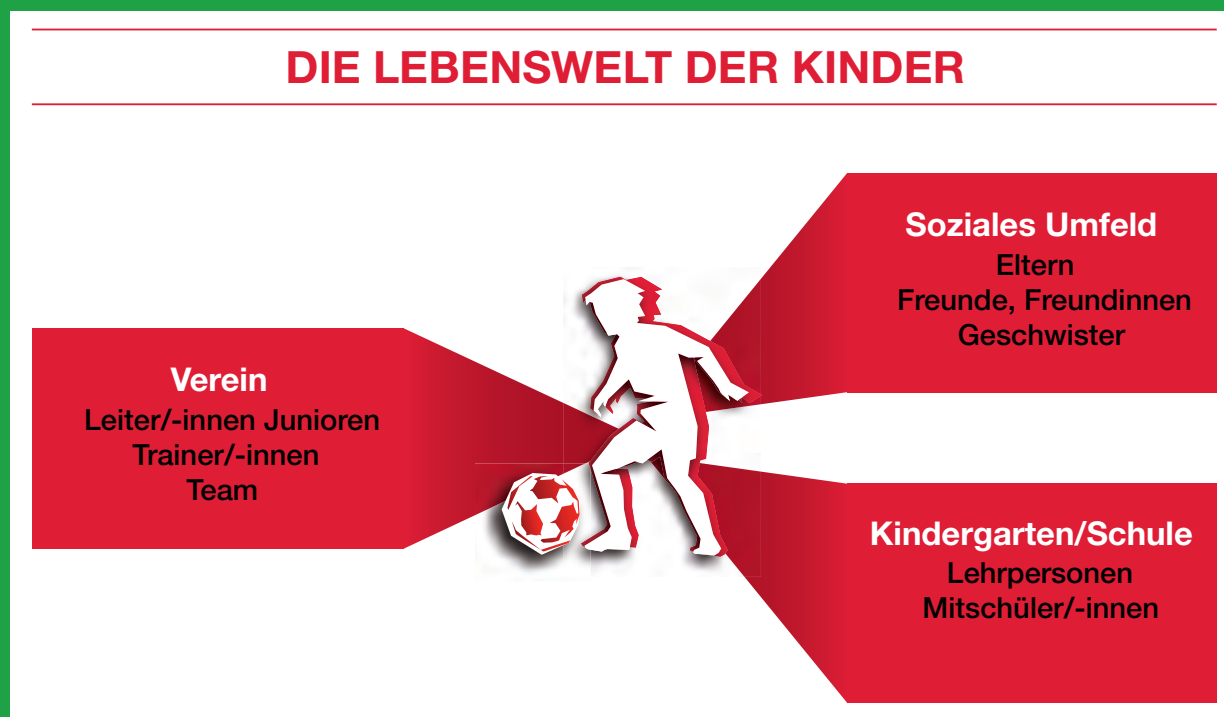 DIE LEBENSWELT DER KINDER
Soziales Umfeld
Eltern
Freunde, Freundinnen
Geschwister
Verein
Leiter/-innen Junioren
Trainer/-innen
Team
Kindergarten/Schule
Lehrpersonen
Mitschüler/-innen